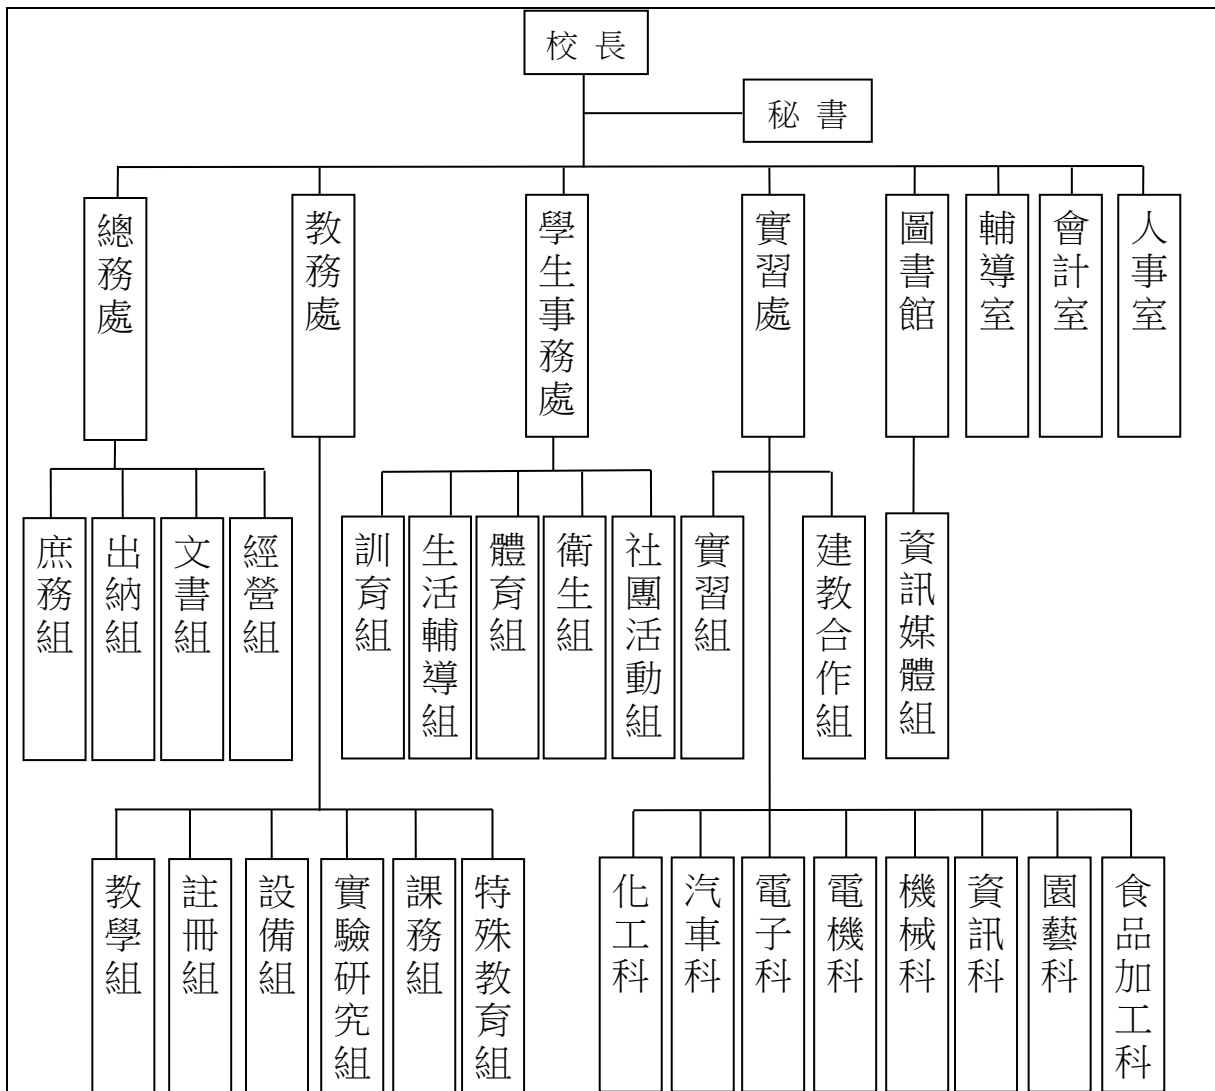 校長
秘書
總務處
教務處
學生事務處
實習處
圖書館
輔導室
會計室
人事室
庶務組
出納組
文書組
經營組
訓育組
生活輔導組
體育組
衛生組
社團活動組
實習組
建教合作組
資訊媒體組
教學組
註冊組
設備組
實驗研究組
課務組
特殊教育組
化工科
汽車科
電子科
電機科
機械科
資訊科
園藝科
食品加工科